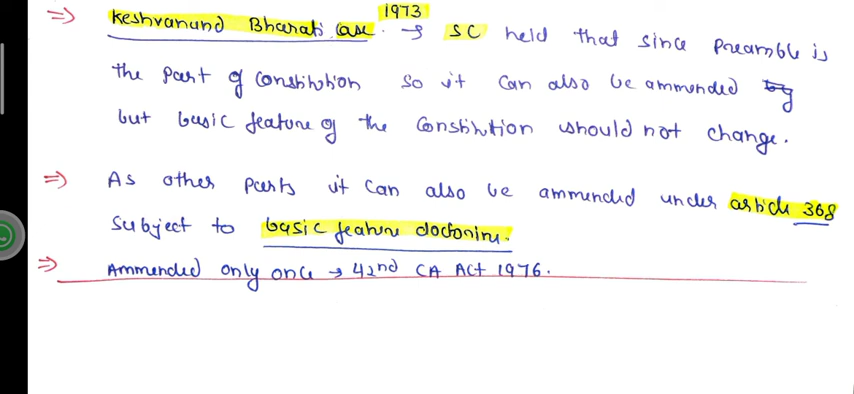 ⇒ Keshvanand Bharati case. 1973 → SC held that since preamble is
the part of Constitution so it can also be ammended by
but basic feature of the Constitution should not change.
⇒ As other parts it can also be ammended under article 368
subject to basic feature doctorine.
⇒ Ammended only once → 42nd CA Act 1976.